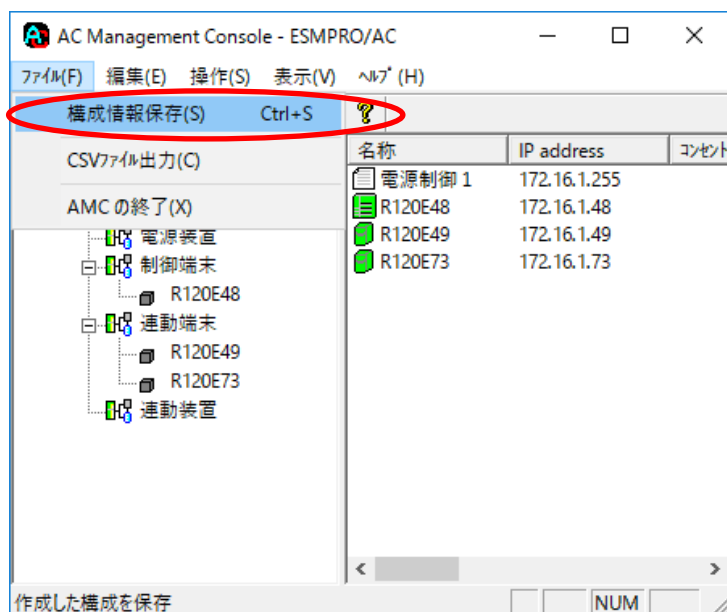 AC Management Console - ESMPRO/AC
ファイル(F) 編集(E) 操作(S) 表示(V) ヘルプ(H)
構成情報保存(S) Ctrl+S
CSVファイル出力(C)
AMC の終了(X)
電源装置
制御端末
R120E48
連動端末
R120E49
R120E73
連動装置
名称 IP address コンセント
電源制御 1 172.16.1.255
R120E48 172.16.1.48
R120E49 172.16.1.49
R120E73 172.16.1.73
作成した構成を保存 NUM